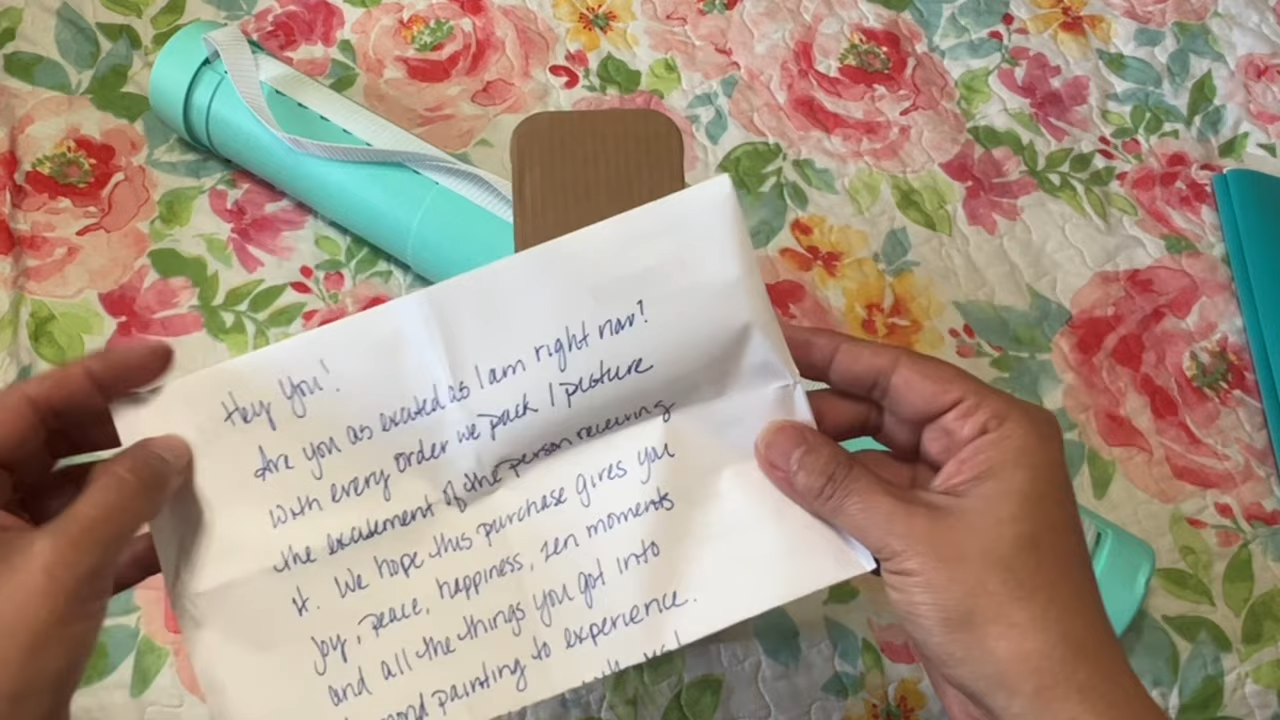 Hey You!
Are you as excited as I am right now?
With every order we pack I picture
the excitement of the person receiving
it. We hope this purchase gives you
joy, peace, happiness, zen moments
and all the things you got into
mond painting to experience.